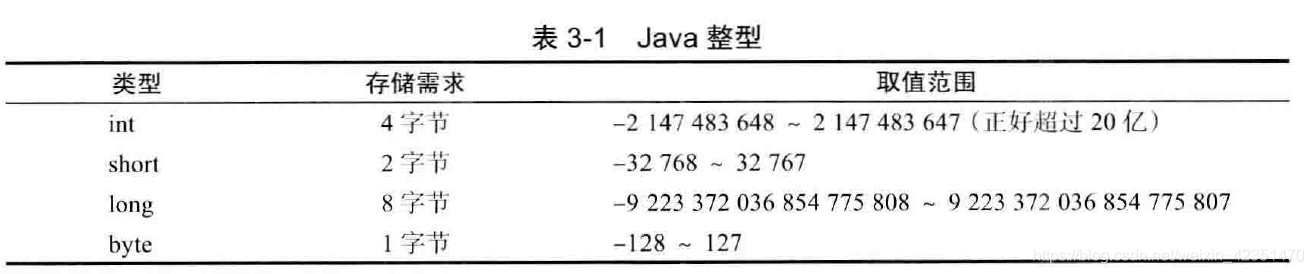 表 3-1 Java 整型
类型 存储需求 取值范围
int 4 字节 –2 147 483 648 ~ 2 147 483 647（正好超过 20 亿）
short 2 字节 –32 768 ~ 32 767
long 8 字节 –9 223 372 036 854 775 808 ~ 9 223 372 036 854 775 807
byte 1 字节 –128 ~ 127
https://blog.csdn.net/weixin_42351470